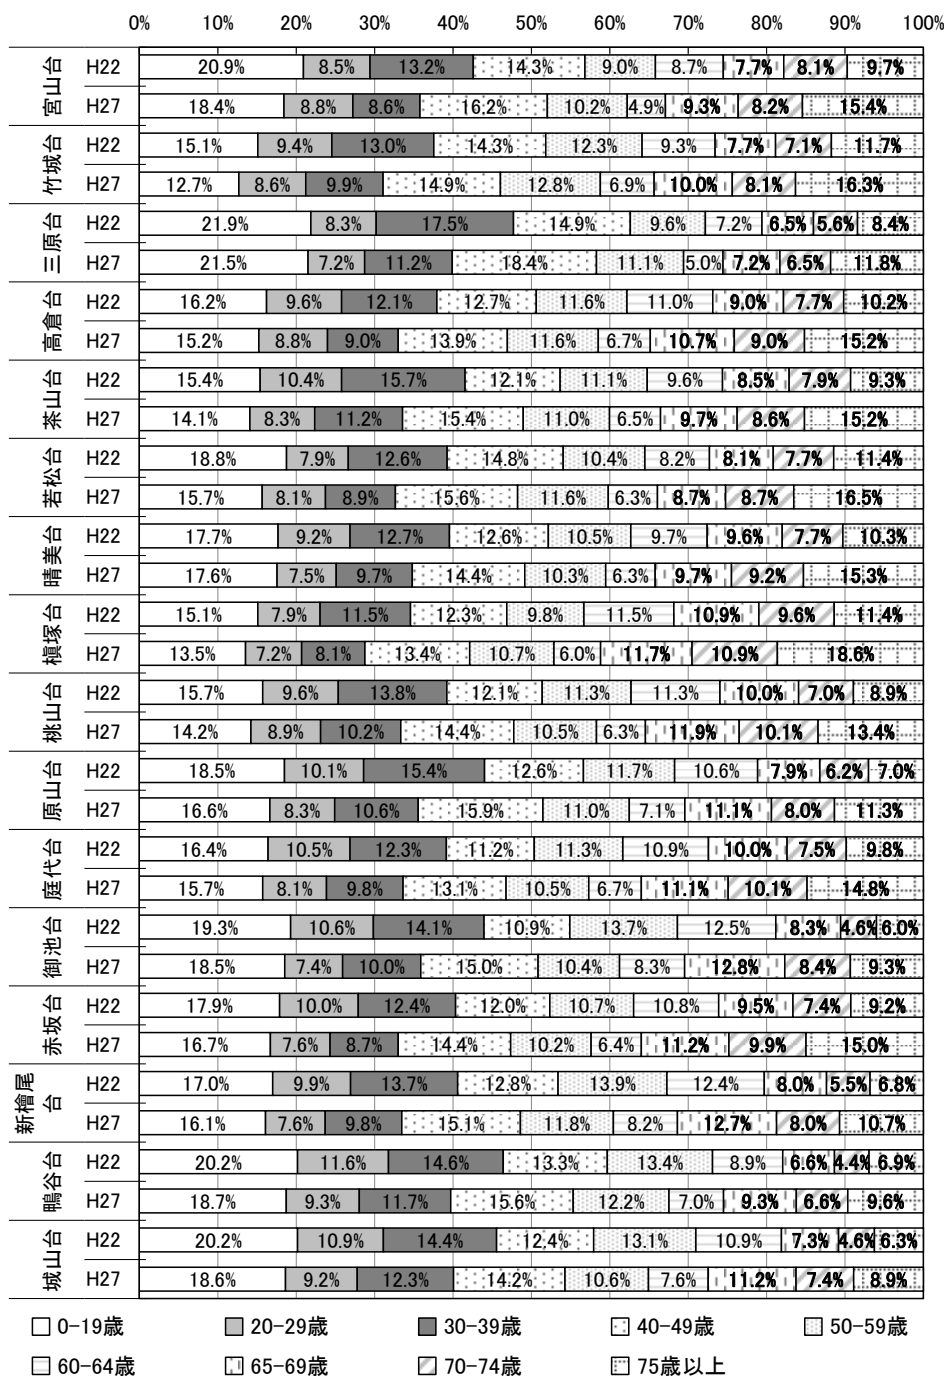 0% 10% 20% 30% 40% 50% 60% 70% 80% 90% 100%
宮山台
H22 20.9% 8.5% 13.2% 14.3% 9.0% 8.7% 7.7% 8.1% 9.7%
H27 18.4% 8.8% 8.6% 16.2% 10.2% 4.9% 9.3% 8.2% 15.4%
竹城台
H22 15.1% 9.4% 13.0% 14.3% 12.3% 9.3% 7.7% 7.1% 11.7%
H27 12.7% 8.6% 9.9% 14.9% 12.8% 6.9% 10.0% 8.1% 16.3%
三原台
H22 21.9% 8.3% 17.5% 14.9% 9.6% 7.2% 6.5% 5.6% 8.4%
H27 21.5% 7.2% 11.2% 18.4% 11.1% 5.0% 7.2% 6.5% 11.8%
高倉台
H22 16.2% 9.6% 12.1% 12.7% 11.6% 11.0% 9.0% 7.7% 10.2%
H27 15.2% 8.8% 9.0% 13.9% 11.6% 6.7% 10.7% 9.0% 15.2%
茶山台
H22 15.4% 10.4% 15.7% 12.1% 11.1% 9.6% 8.5% 7.9% 9.3%
H27 14.1% 8.3% 11.2% 15.4% 11.0% 6.5% 9.7% 8.6% 15.2%
若松台
H22 18.8% 7.9% 12.6% 14.8% 10.4% 8.2% 8.1% 7.7% 11.4%
H27 15.7% 8.1% 8.9% 15.6% 11.6% 6.3% 8.7% 8.7% 16.5%
晴美台
H22 17.7% 9.2% 12.7% 12.6% 10.5% 9.7% 9.6% 7.7% 10.3%
H27 17.6% 7.5% 9.7% 14.4% 10.3% 6.3% 9.7% 9.2% 15.3%
槇塚台
H22 15.1% 7.9% 11.5% 12.3% 9.8% 11.5% 10.9% 9.6% 11.4%
H27 13.5% 7.2% 8.1% 13.4% 10.7% 6.0% 11.7% 10.9% 18.6%
桃山台
H22 15.7% 9.6% 13.8% 12.1% 11.3% 11.3% 10.0% 7.0% 8.9%
H27 14.2% 8.9% 10.2% 14.4% 10.5% 6.3% 11.9% 10.1% 13.4%
原山台
H22 18.5% 10.1% 15.4% 12.6% 11.7% 10.6% 7.9% 6.2% 7.0%
H27 16.6% 8.3% 10.6% 15.9% 11.0% 7.1% 11.1% 8.0% 11.3%
庭代台
H22 16.4% 10.5% 12.3% 11.2% 11.3% 10.9% 10.0% 7.5% 9.8%
H27 15.7% 8.1% 9.8% 13.1% 10.5% 6.7% 11.1% 10.1% 14.8%
御池台
H22 19.3% 10.6% 14.1% 10.9% 13.7% 12.5% 8.3% 4.6% 6.0%
H27 18.5% 7.4% 10.0% 15.0% 10.4% 8.3% 12.8% 8.4% 9.3%
赤坂台
H22 17.9% 10.0% 12.4% 12.0% 10.7% 10.8% 9.5% 7.4% 9.2%
H27 16.7% 7.6% 8.7% 14.4% 10.2% 6.4% 11.2% 9.9% 15.0%
新檜尾
台
H22 17.0% 9.9% 13.7% 12.8% 13.9% 12.4% 8.0% 5.5% 6.8%
H27 16.1% 7.6% 9.8% 15.1% 11.8% 8.2% 12.7% 8.0% 10.7%
鴨谷台
H22 20.2% 11.6% 14.6% 13.3% 13.4% 8.9% 6.6% 4.4% 6.9%
H27 18.7% 9.3% 11.7% 15.6% 12.2% 7.0% 9.3% 6.6% 9.6%
城山台
H22 20.2% 10.9% 14.4% 12.4% 13.1% 10.9% 7.3% 4.6% 6.3%
H27 18.6% 9.2% 12.3% 14.2% 10.6% 7.6% 11.2% 7.4% 8.9%
0-19歳 20-29歳 30-39歳 40-49歳 50-59歳
60-64歳 65-69歳 70-74歳 75歳以上